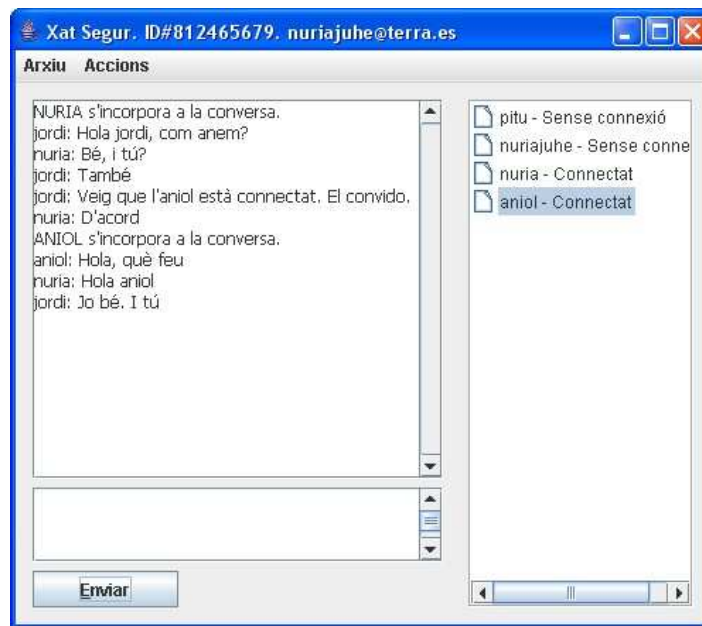 Xat Segur. ID#812465679. nuriajuhe@terra.es
Arxiu Accions
NURIA s'incorpora a la conversa.
jordi: Hola jordi, com anem?
nuria: Bé, i tú?
jordi: També
jordi: Veig que l'aniol està connectat. El convido.
nuria: D'acord
ANIOL s'incorpora a la conversa.
aniol: Hola, què feu
nuria: Hola aniol
jordi: Jo bé. I tú
pitu - Sense connexió
nuriajuhe - Sense conne
nuria - Connectat
aniol - Connectat
Enviar